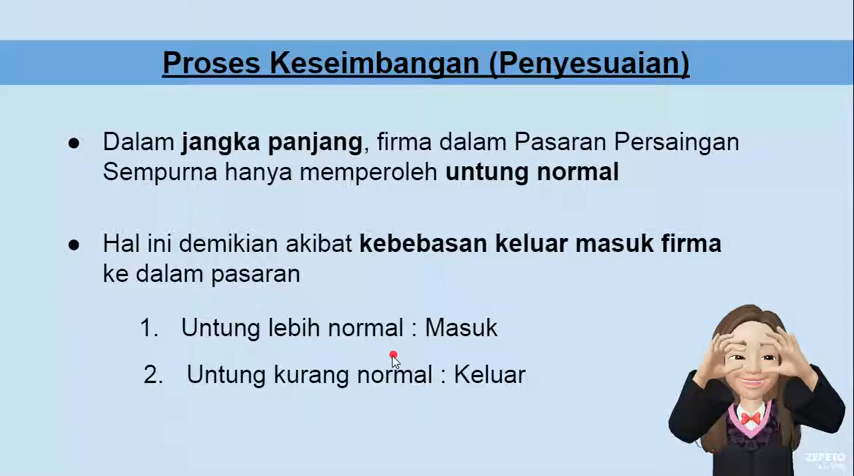 Proses Keseimbangan (Penyesuaian)
● Dalam jangka panjang, firma dalam Pasaran Persaingan
Sempurna hanya memperoleh untung normal
● Hal ini demikian akibat kebebasan keluar masuk firma
ke dalam pasaran
1. Untung lebih normal : Masuk
2. Untung kurang normal : Keluar
ZEPETO